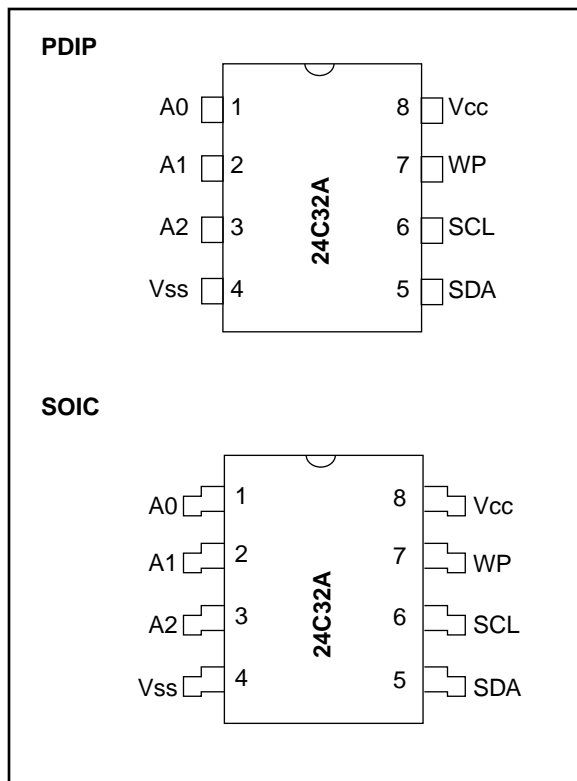 PDIP
A0 1 8 Vcc
A1 2 7 WP
A2 3 6 SCL
Vss 4 5 SDA
24C32A
SOIC
A0 1 8 Vcc
A1 2 7 WP
A2 3 6 SCL
Vss 4 5 SDA
24C32A